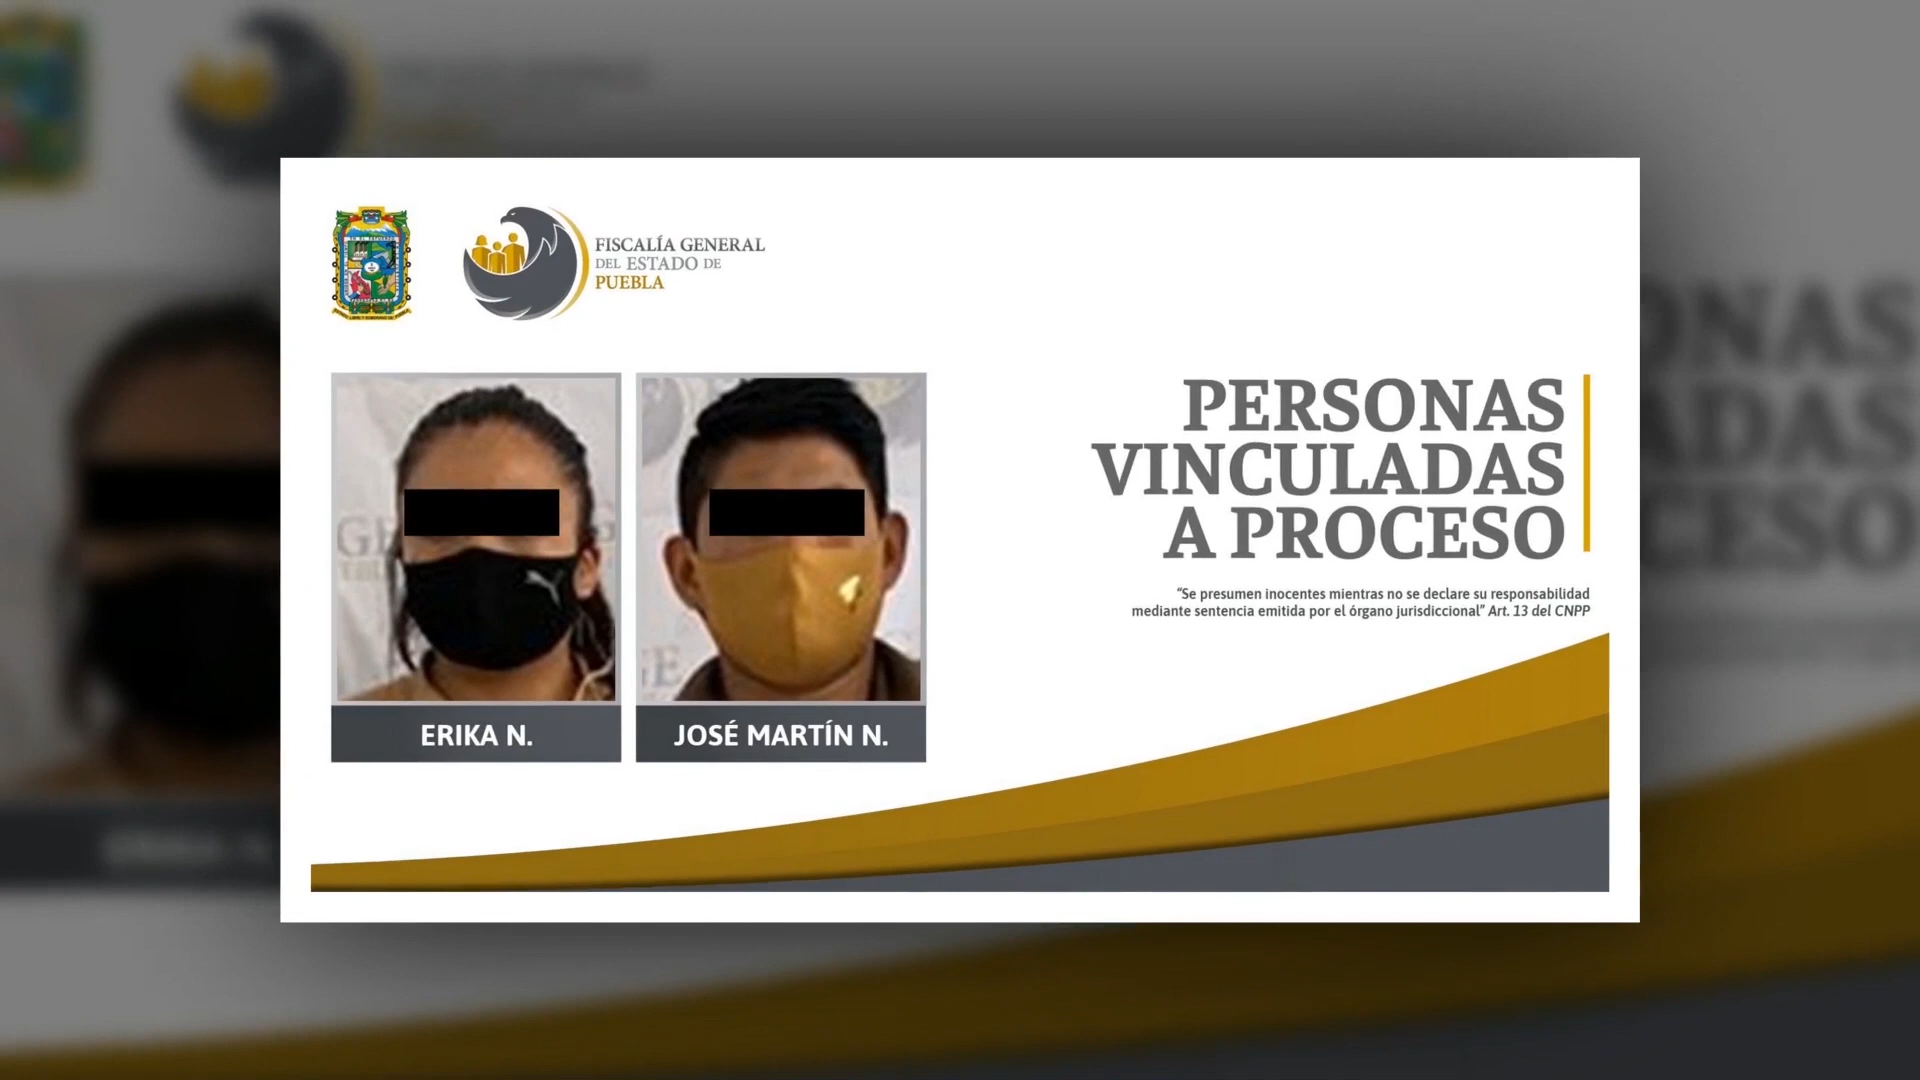 FISCALÍA GENERAL
DEL ESTADO DE
PUEBLA
PERSONAS
VINCULADAS
A PROCESO
“Se presumen inocentes mientras no se declare su responsabilidad
mediante sentencia emitida por el órgano jurisdiccional” Art. 13 del CNPP
ERIKA N.
JOSÉ MARTÍN N.